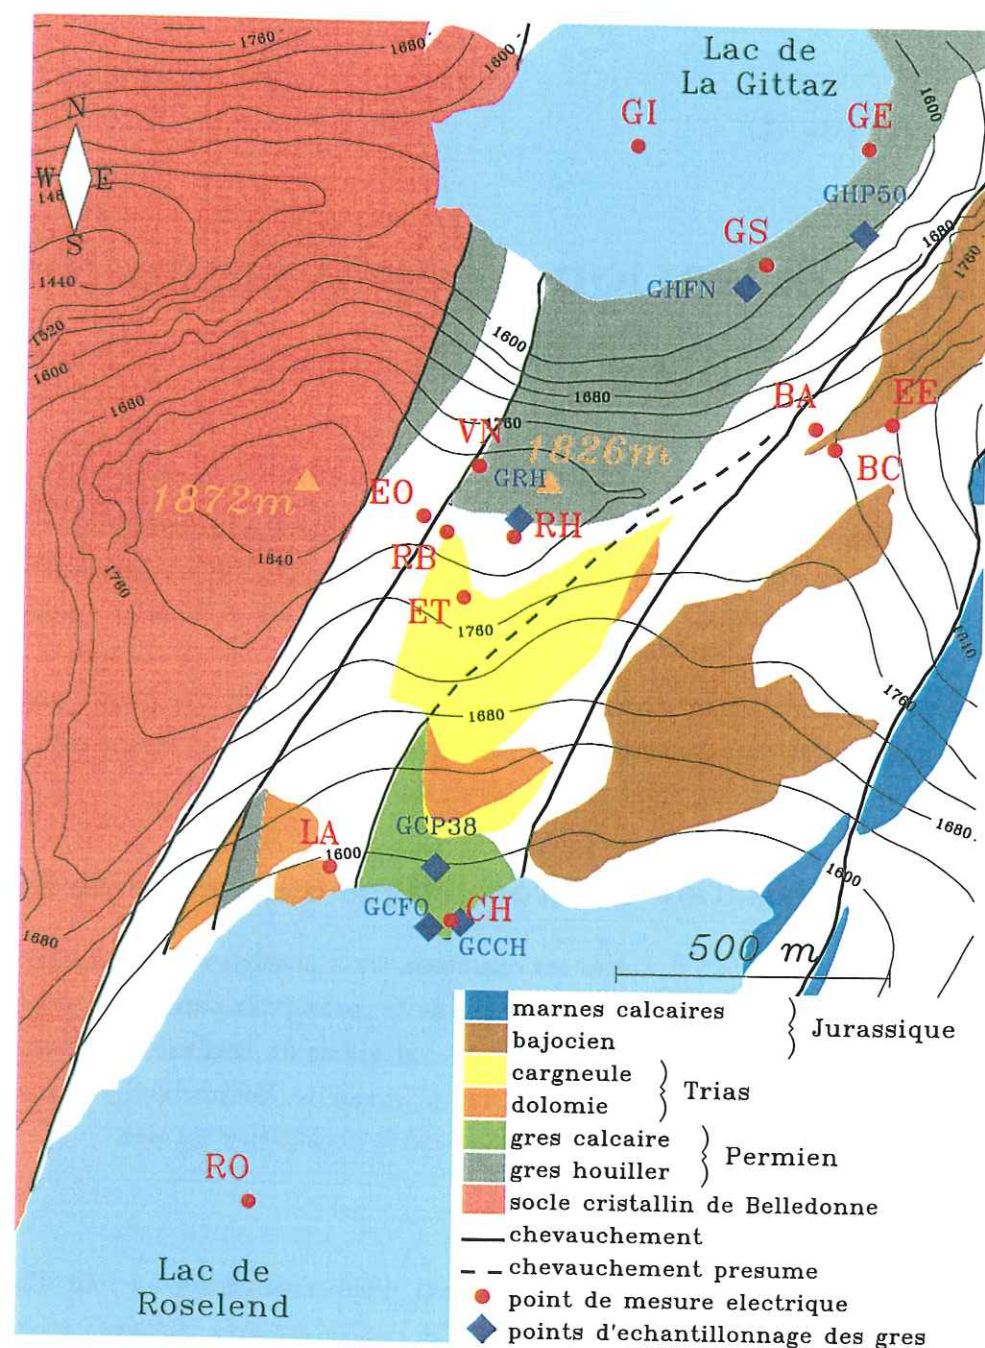 1760
1680
1600
Lac de
La Gittaz
1600
N
W E
S
GI
GE
GHP50
GS
GHFN
1680
1760
1440
1520
1600
1680
1600
1680
1760
VN
GRH
1826m
BA
EE
BC
1872m
EO
RB
RH
1840
1760
ET
1760
1840
1760
1680
1680
GCP38
LA
1600
1600
GCFO
CH
GCCH
1680
500 m
marnes calcaires
bajocien
Jurassique
cargneule
dolomie
Trias
gres calcaire
gres houiller
Permien
socle cristallin de Belledonne
chevauchement
chevauchement presume
point de mesure electrique
points d'echantillonnage des gres
RO
Lac de
Roselend